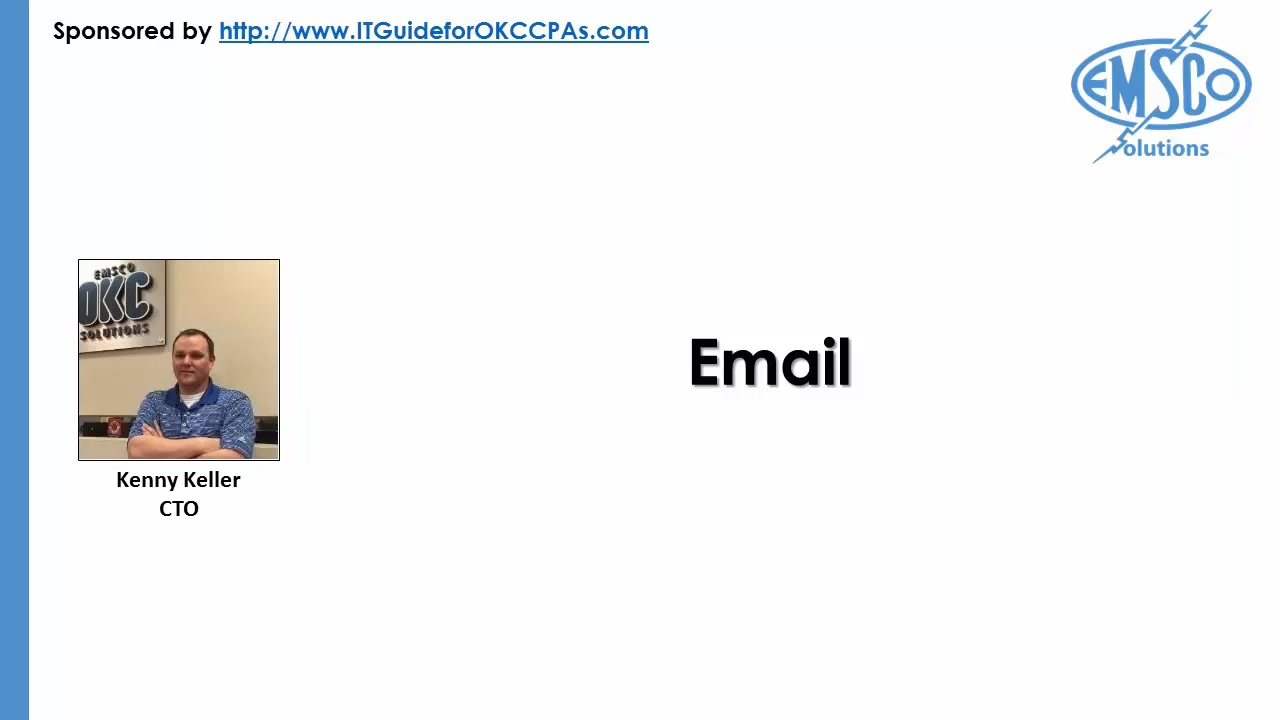 Sponsored by http://www.ITGuideforOKCCPAs.com
EMSCO
Solutions
EMSCO
OKC
SOLUTIONS
Email
Kenny Keller
CTO